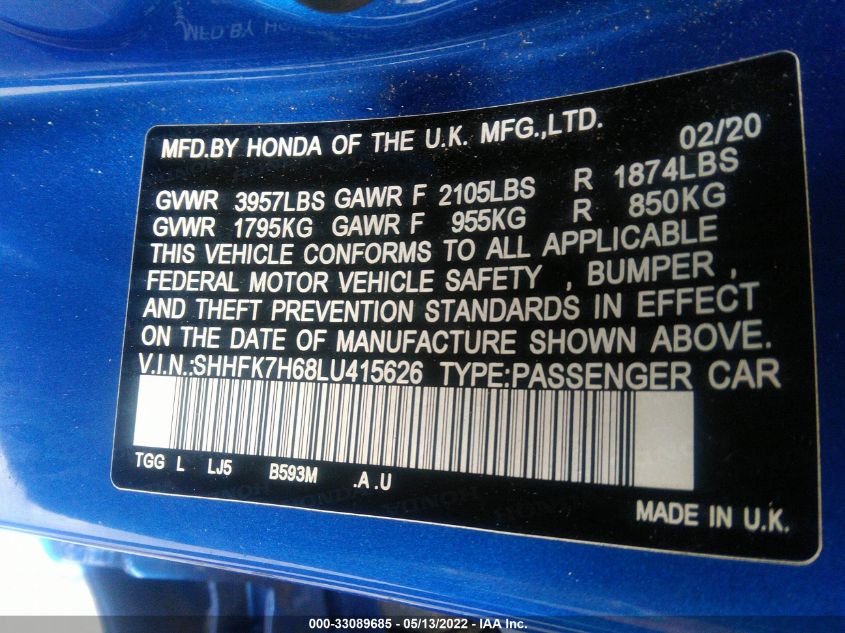 MFD.BY HONDA OF THE U.K. MFG.,LTD. 02/20
GVWR 3957LBS GAWR F 2105LBS R 1874LBS
GVWR 1795KG GAWR F 955KG R 850KG
THIS VEHICLE CONFORMS TO ALL APPLICABLE
FEDERAL MOTOR VEHICLE SAFETY , BUMPER ,
AND THEFT PREVENTION STANDARDS IN EFFECT
ON THE DATE OF MANUFACTURE SHOWN ABOVE.
V.I.N.:SHHFK7H68LU415626 TYPE:PASSENGER CAR
TGG L LJ5 B593M .A .U
MADE IN U.K.
000-33089685 - 05/13/2022 - IAA Inc.